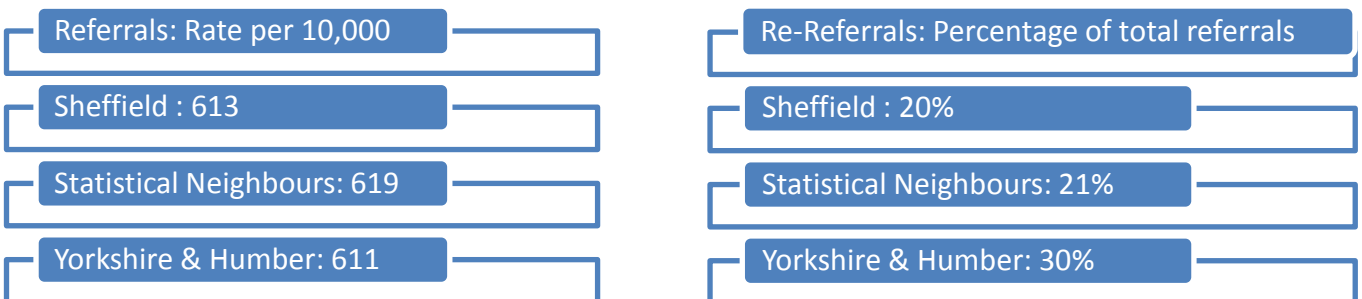 Referrals: Rate per 10,000
Sheffield : 613
Statistical Neighbours: 619
Yorkshire & Humber: 611
Re-Referrals: Percentage of total referrals
Sheffield : 20%
Statistical Neighbours: 21%
Yorkshire & Humber: 30%